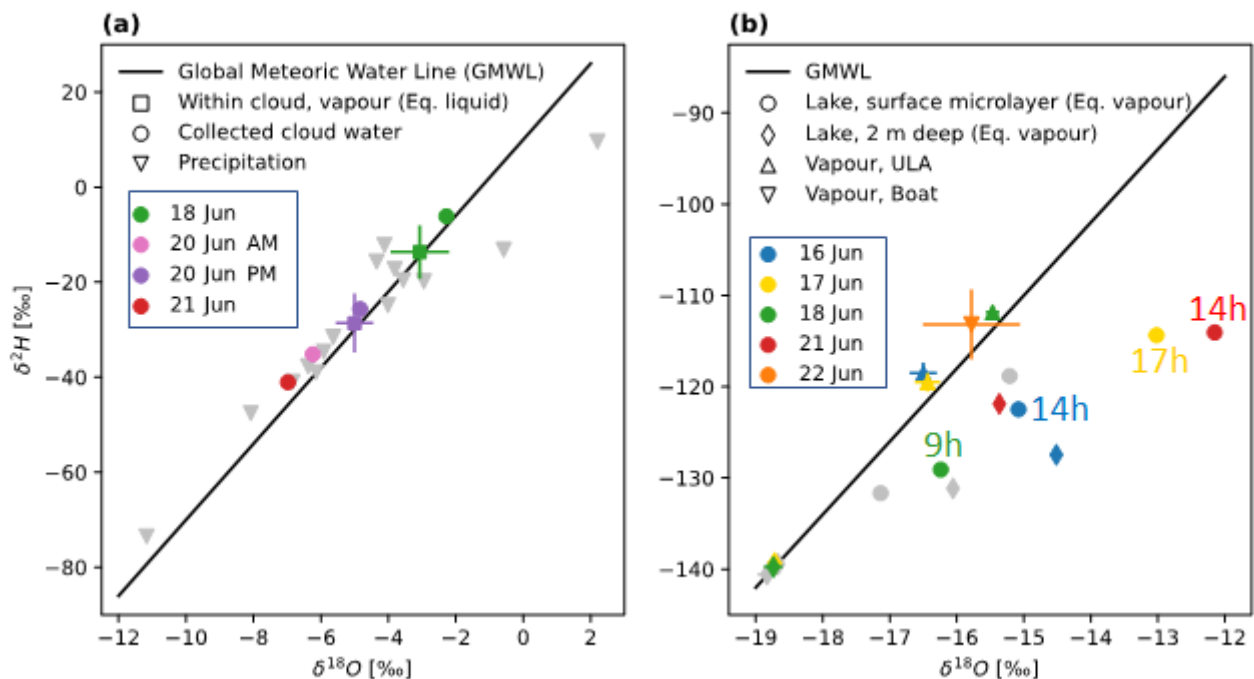 (a)
Global Meteoric Water Line (GMWL)
Within cloud, vapour (Eq. liquid)
Collected cloud water
Precipitation
18 Jun
20 Jun AM
20 Jun PM
21 Jun
20
0
−20
−40
−60
−80
δ²H [‰]
−12 −10 −8 −6 −4 −2 0 2
δ¹⁸O [‰]
(b)
GMWL
Lake, surface microlayer (Eq. vapour)
Lake, 2 m deep (Eq. vapour)
Vapour, ULA
Vapour, Boat
16 Jun
17 Jun
18 Jun
21 Jun
22 Jun
14h
17h
14h
9h
−90
−100
−110
−120
−130
−140
−19 −18 −17 −16 −15 −14 −13 −12
δ¹⁸O [‰]